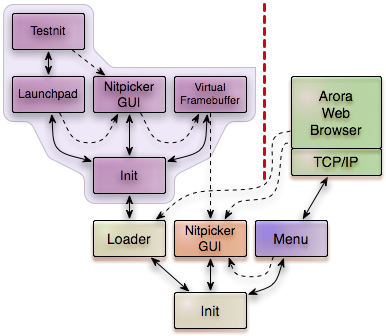 Testnit
Launchpad
Nitpicker
GUI
Virtual
Framebuffer
Init
Arora
Web
Browser
TCP/IP
Loader
Nitpicker
GUI
Menu
Init